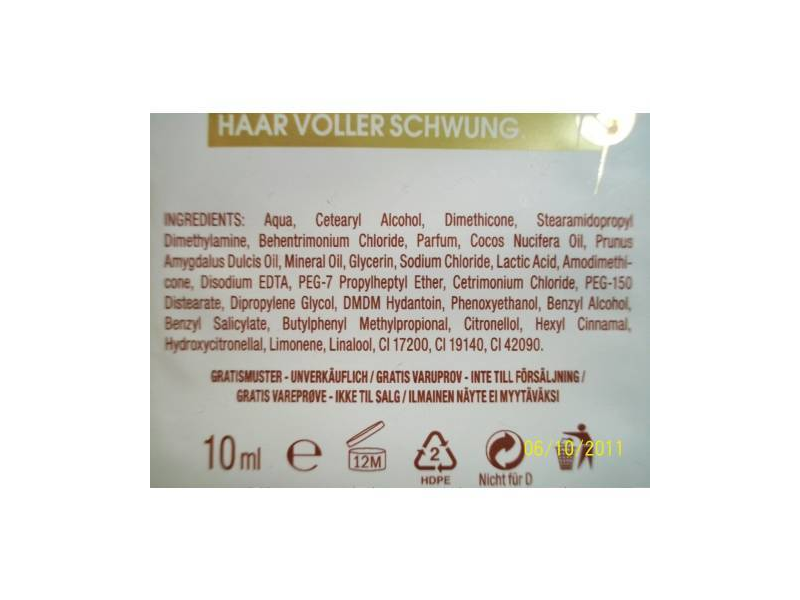 HAAR VOLLER SCHWUNG.
INGREDIENTS: Aqua, Cetearyl Alcohol, Dimethicone, Stearamidopropyl
Dimethylamine, Behentrimonium Chloride, Parfum, Cocos Nucifera Oil, Prunus
Amygdalus Dulcis Oil, Mineral Oil, Glycerin, Sodium Chloride, Lactic Acid, Amodimethi-
cone, Disodium EDTA, PEG-7 Propylheptyl Ether, Cetrimonium Chloride, PEG-150
Distearate, Dipropylene Glycol, DMDM Hydantoin, Phenoxyethanol, Benzyl Alcohol,
Benzyl Salicylate, Butylphenyl Methylpropional, Citronellol, Hexyl Cinnamal,
Hydroxycitronellal, Limonene, Linalool, CI 17200, CI 19140, CI 42090.
GRATISMUSTER - UNVERKÄUFLICH / GRATIS VARUPROV - INTE TILL FÖRSÄLJNING /
GRATIS VAREPRØVE - IKKE TIL SALG / ILMAINEN NÄYTE EI MYYTÄVÄKSI
10 ml e 12M 2 06/10/2011
HDPE Nicht für D